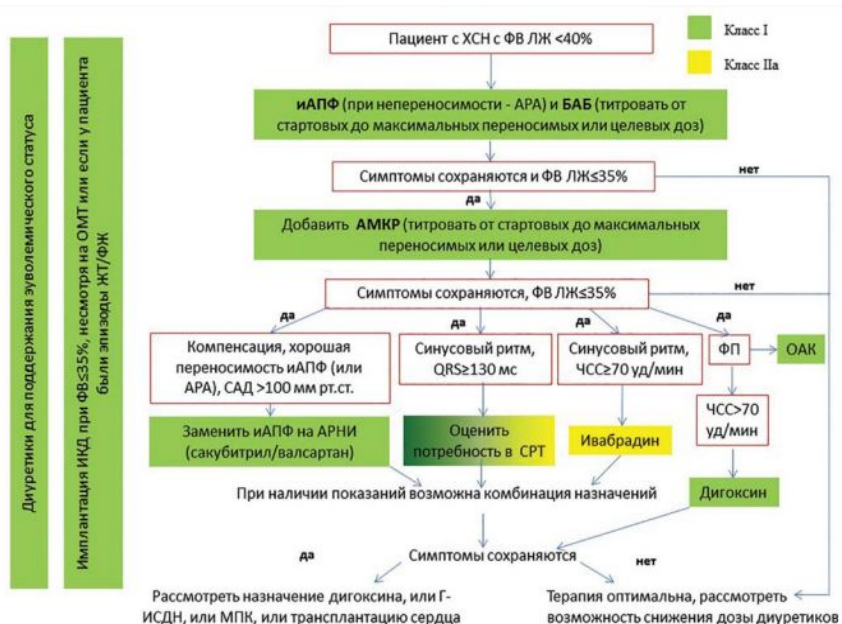 Пациент с ХСН с ФВ ЛЖ <40%
Класс I
Класс IIa
Диуретики для поддержания эуволемического статуса
Имплантация ИКД при ФВ≤35%, несмотря на ОМТ или если у пациента
были эпизоды ЖТ/ФЖ
иАПФ (при непереносимости - АРА) и БАБ (титровать от
стартовых до максимальных переносимых или целевых доз)
Симптомы сохраняются и ФВ ЛЖ≤35%
нет
да
Добавить АМКР (титровать от стартовых до максимальных
переносимых или целевых доз)
Симптомы сохраняются, ФВ ЛЖ≤35%
нет
да
да
да
да
Компенсация, хорошая
переносимость иАПФ (или
АРА), САД >100 мм рт.ст.
Синусовый ритм,
QRS≥130 мс
Синусовый ритм,
ЧСС≥70 уд/мин
ФП
ОАК
ЧСС>70
уд/мин
Заменить иАПФ на АРНИ
(сакубитрил/валсартан)
Оценить
потребность в СРТ
Ивабрадин
Дигоксин
При наличии показаний возможна комбинация назначений
да
Симптомы сохраняются
нет
Рассмотреть назначение дигоксина, или Г-
ИСДН, или МПК, или трансплантацию сердца
Терапия оптимальна, рассмотреть
возможность снижения дозы диуретиков